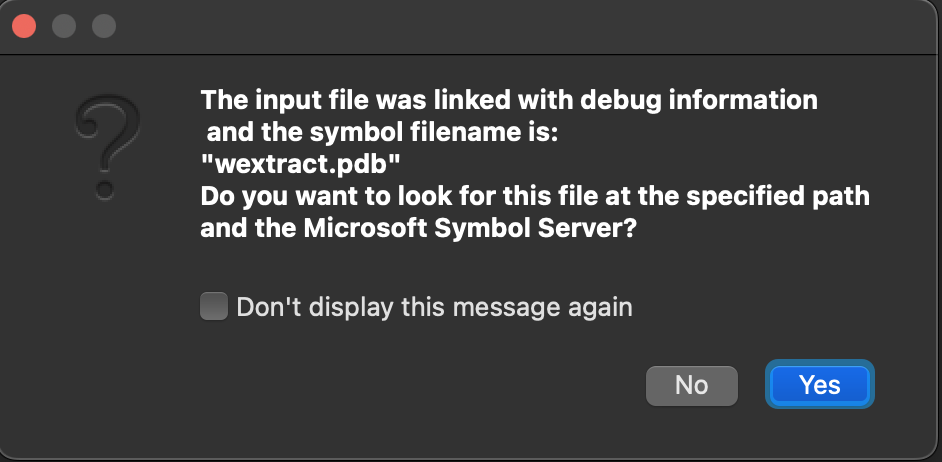 The input file was linked with debug information
and the symbol filename is:
"wextract.pdb"
Do you want to look for this file at the specified path
and the Microsoft Symbol Server?
Don't display this message again
No
Yes